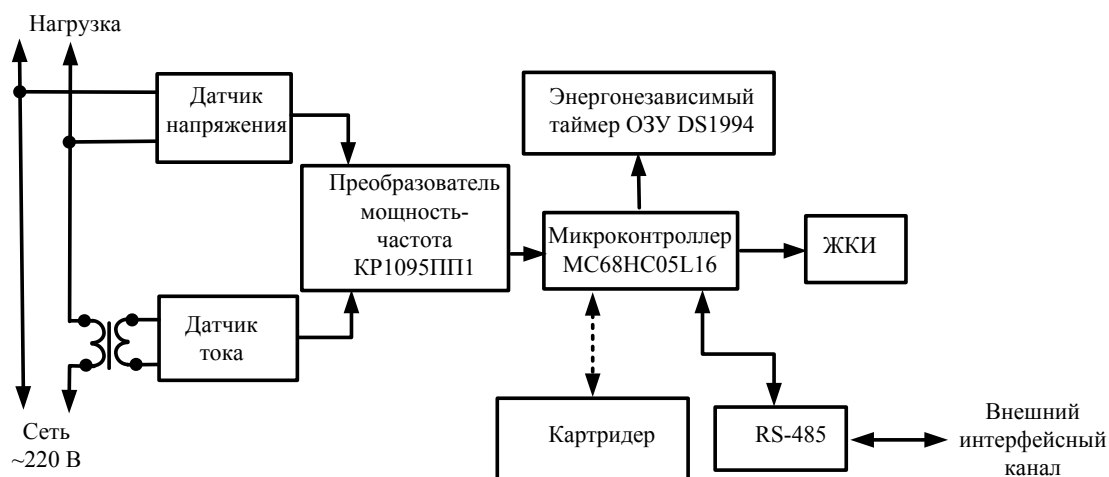 Нагрузка
Датчик
напряжения
Энергонезависимый
таймер ОЗУ DS1994
Преобразователь
мощность-
частота
КР1095ПП1
Микроконтроллер
МС68НС05L16
ЖКИ
Датчик
тока
Сеть
~220 В
Картридер
RS-485
Внешний
интерфейсный
канал